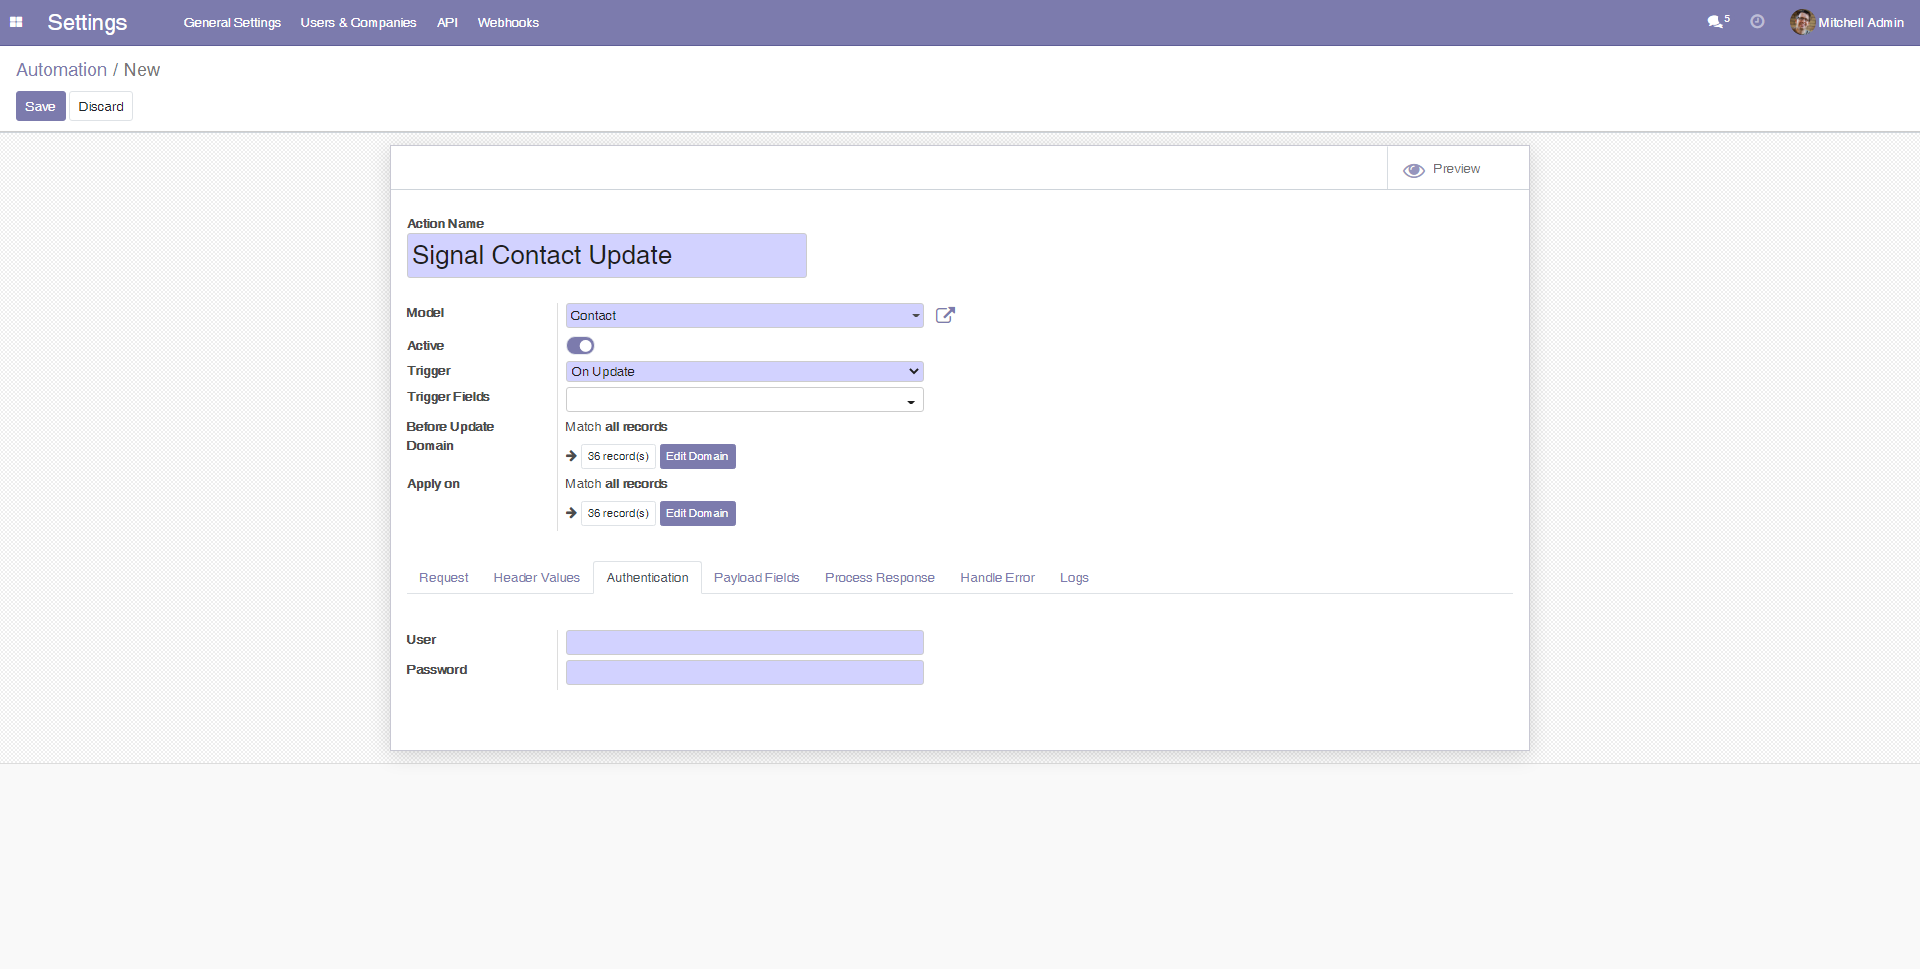 Settings General Settings Users & Companies API Webhooks 5 Mitchell Admin
Automation / New
Save Discard
Preview
Action Name
Signal Contact Update
Model Contact
Active
Trigger On Update
Trigger Fields
Before Update Domain Match all records
36 record(s) Edit Domain
Apply on Match all records
36 record(s) Edit Domain
Request Header Values Authentication Payload Fields Process Response Handle Error Logs
User
Password